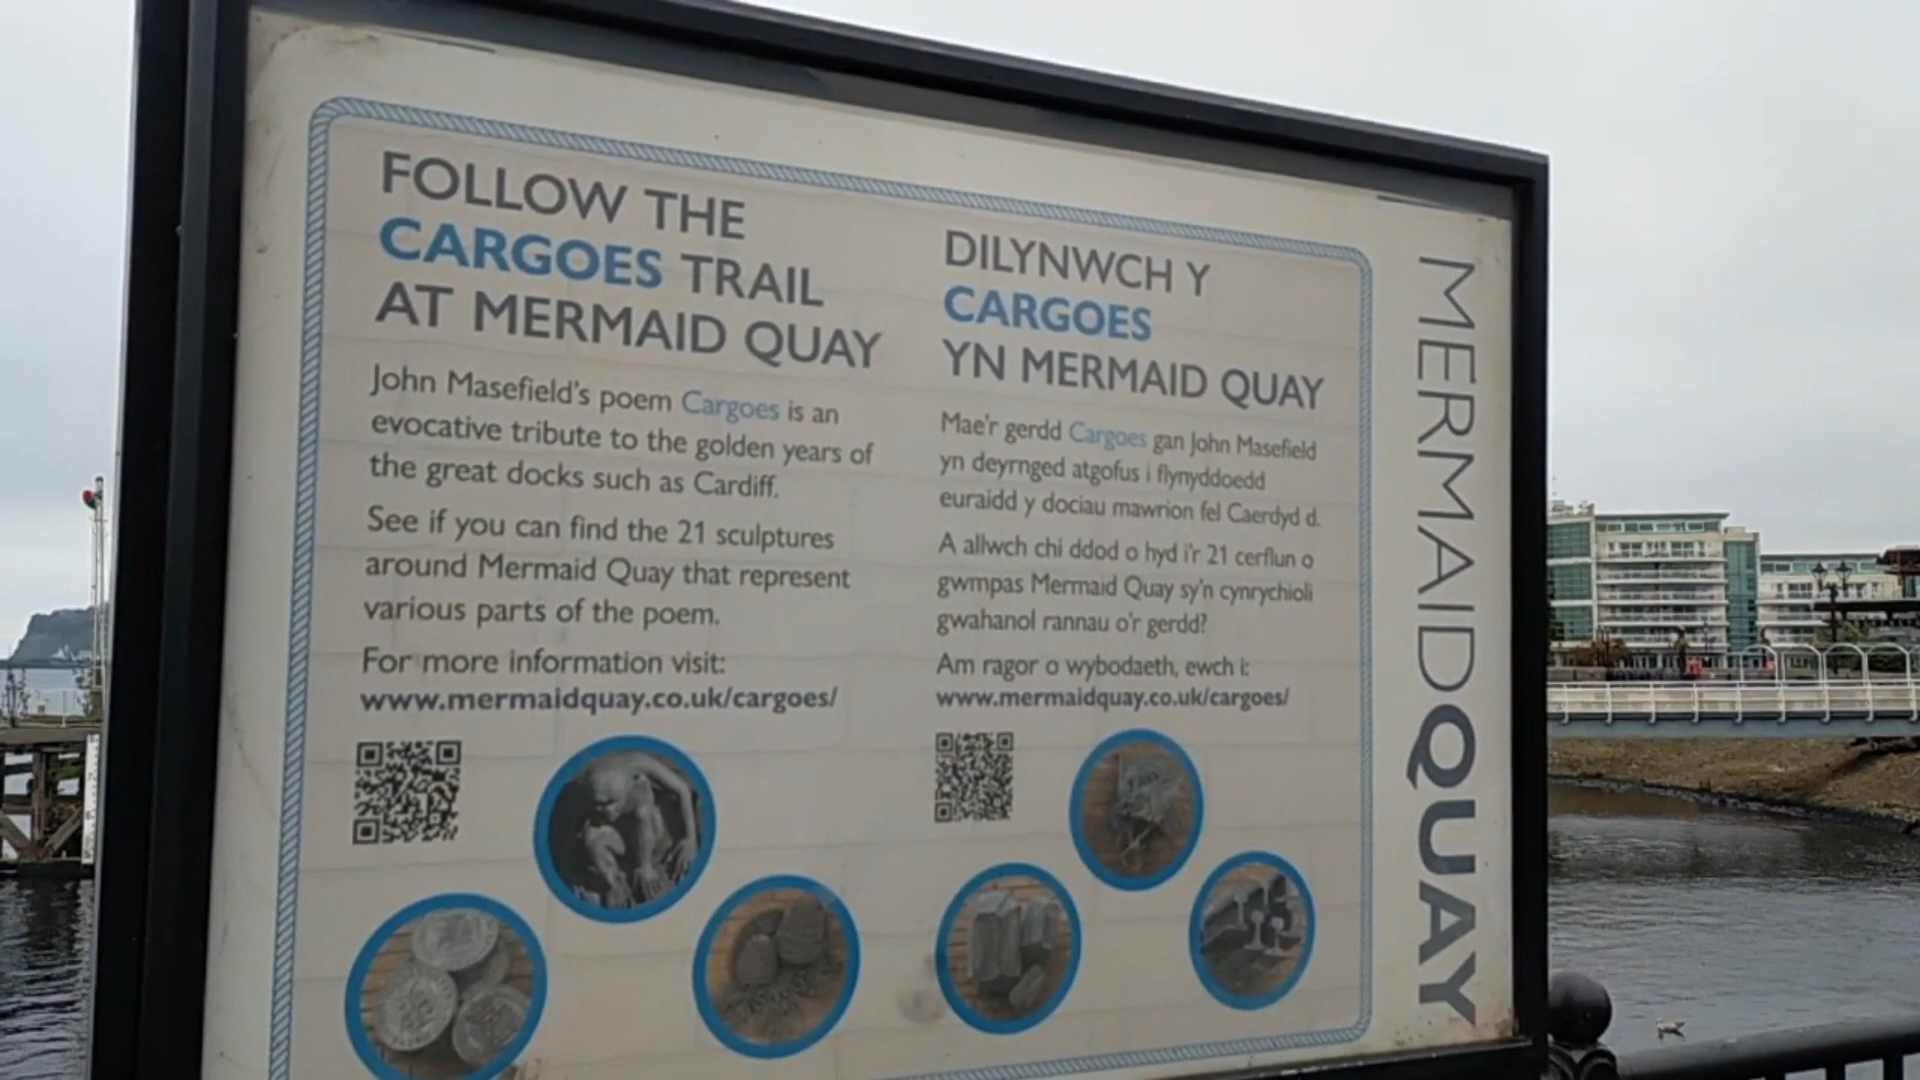 FOLLOW THE
CARGOES TRAIL
AT MERMAID QUAY
John Masefield's poem Cargoes is an
evocative tribute to the golden years of
the great docks such as Cardiff.
See if you can find the 21 sculptures
around Mermaid Quay that represent
various parts of the poem.
For more information visit:
www.mermaidquay.co.uk/cargoes/
DILYNWCH Y
CARGOES
YN MERMAID QUAY
Mae'r gerdd Cargoes gan John Masefield
yn deyrnged atgofus i flynyddoedd
euraidd y dociau mawrion fel Caerdyd d.
A allwch chi ddod o hyd i'r 21 cerflun o
gwmpas Mermaid Quay sy'n cynrychioli
gwahanol rannau o'r gerdd?
Am ragor o wybodaeth, ewch i:
www.mermaidquay.co.uk/cargoes/
MERMAIDQUAY